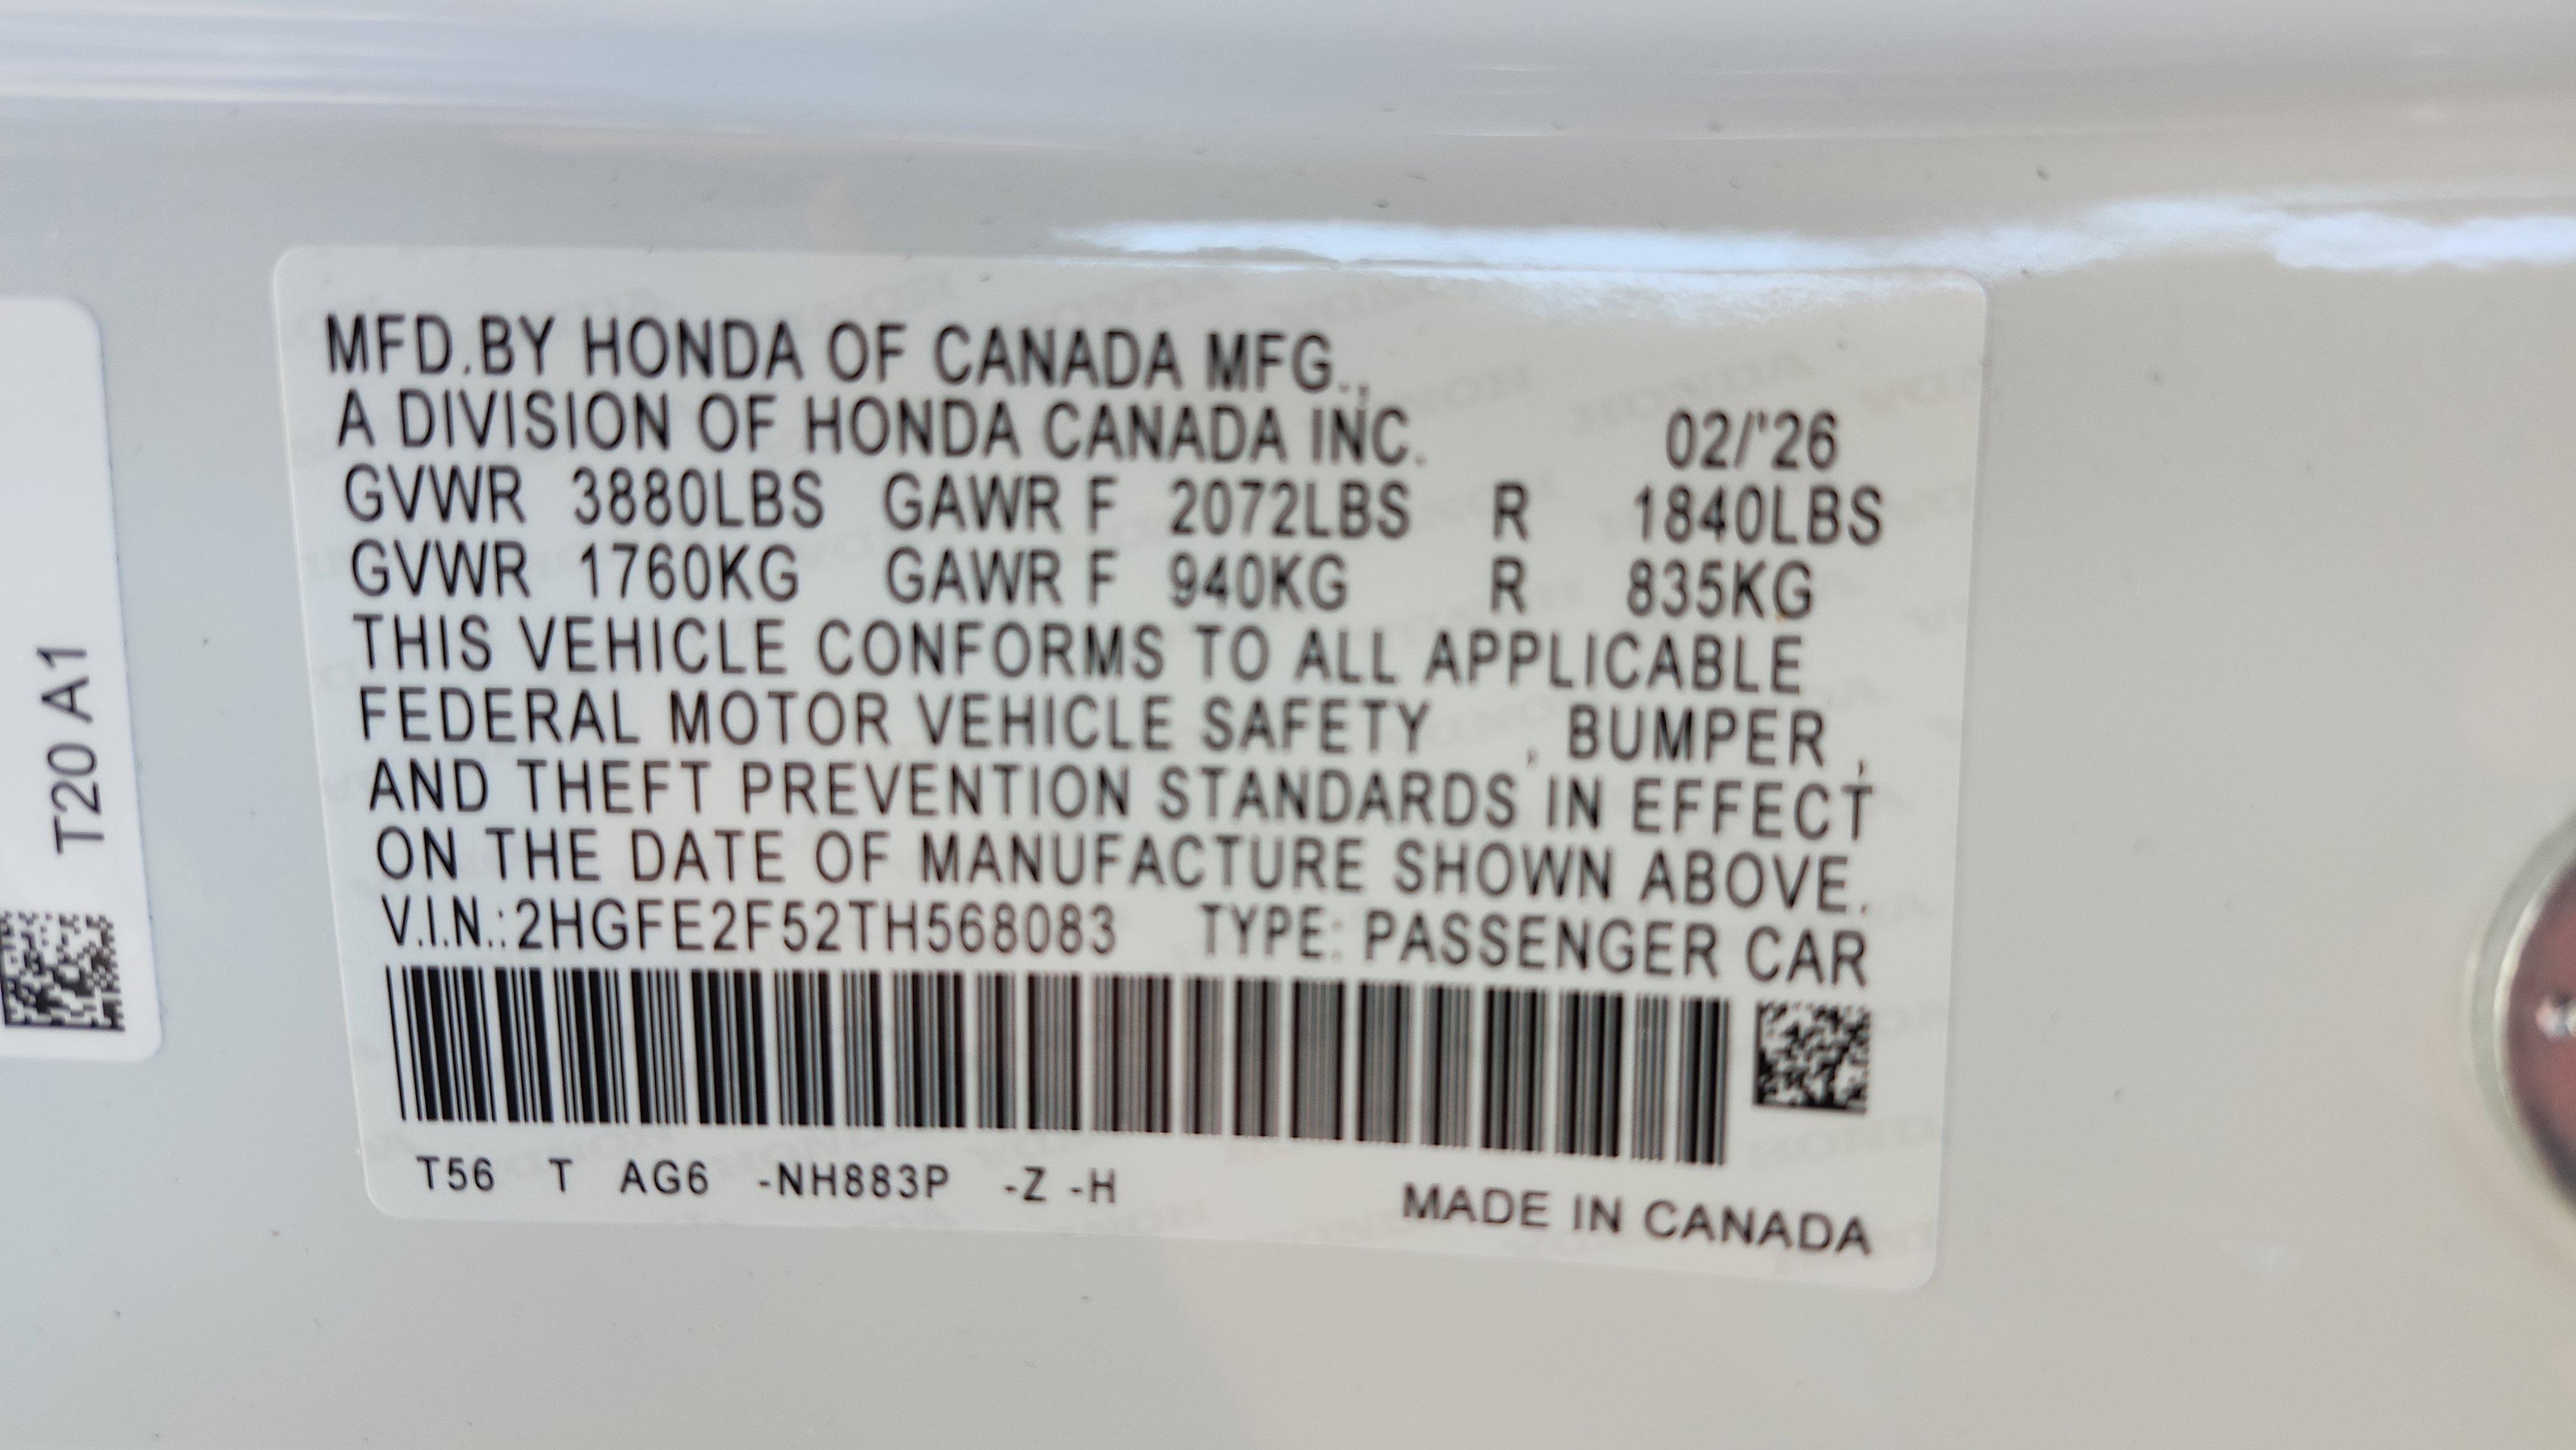 MFD.BY HONDA OF CANADA MFG.,
A DIVISION OF HONDA CANADA INC. 02/'26
GVWR 3880LBS GAWR F 2072LBS R 1840LBS
GVWR 1760KG GAWR F 940KG R 835KG
THIS VEHICLE CONFORMS TO ALL APPLICABLE
FEDERAL MOTOR VEHICLE SAFETY , BUMPER ,
AND THEFT PREVENTION STANDARDS IN EFFECT
ON THE DATE OF MANUFACTURE SHOWN ABOVE.
V.I.N.:2HGFE2F52TH568083 TYPE: PASSENGER CAR
T56 T AG6 -NH883P -Z -H
MADE IN CANADA
T20 A1